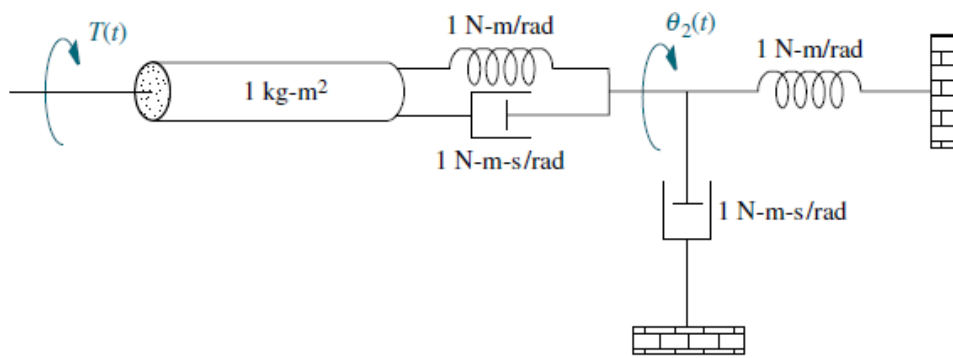 T(t)
1 N-m/rad
θ₂(t)
1 N-m/rad
1 kg-m²
1 N-m-s/rad
1 N-m-s/rad